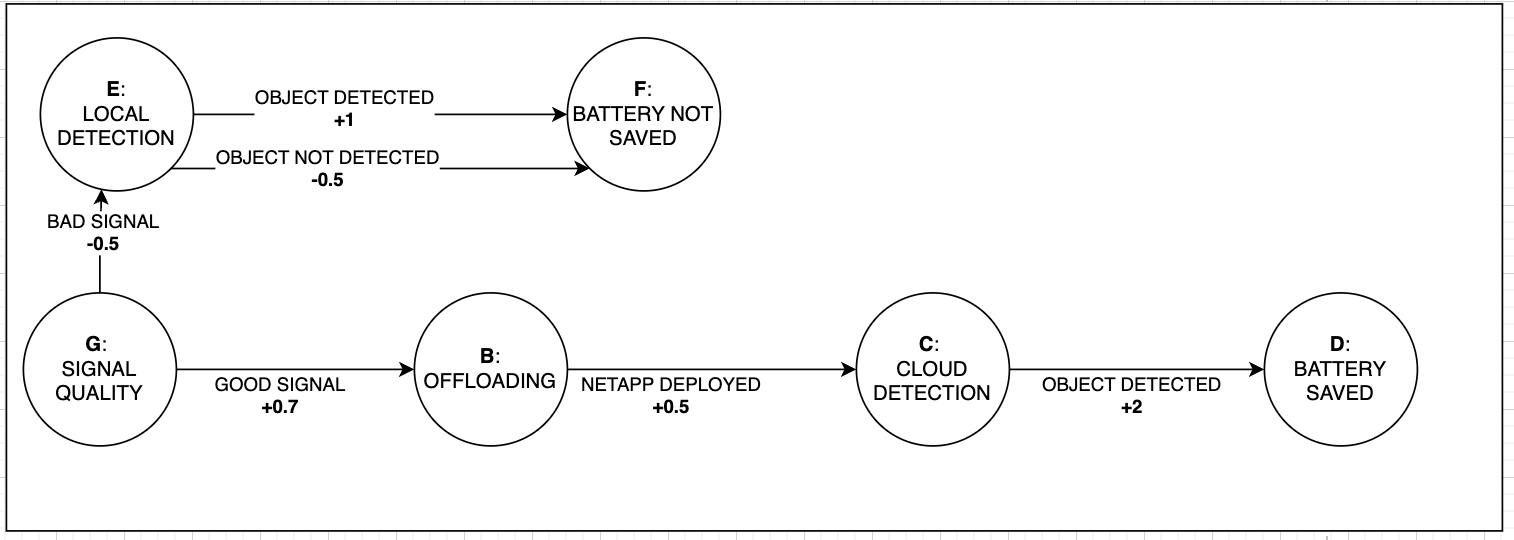 E:
LOCAL
DETECTION
OBJECT DETECTED
+1
F:
BATTERY NOT
SAVED
OBJECT NOT DETECTED
-0.5
BAD SIGNAL
-0.5
G:
SIGNAL
QUALITY
GOOD SIGNAL
+0.7
B:
OFFLOADING
NETAPP DEPLOYED
+0.5
C:
CLOUD
DETECTION
OBJECT DETECTED
+2
D:
BATTERY
SAVED